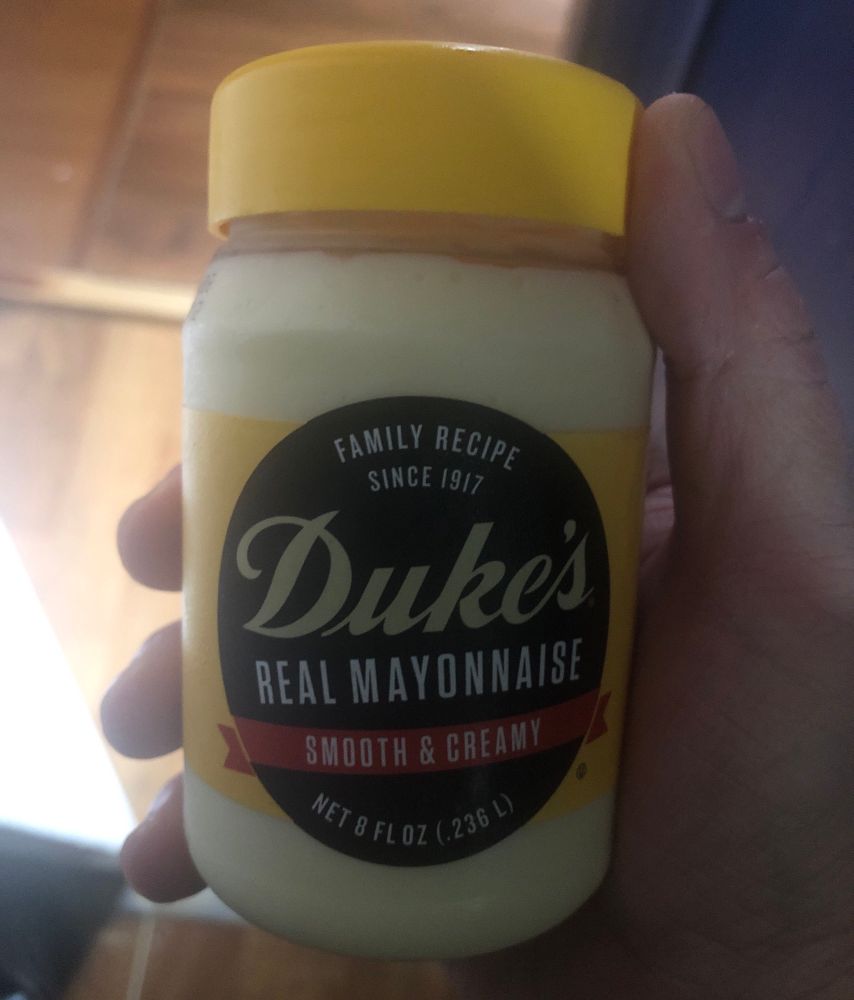 FAMILY RECIPE
SINCE 1917
Duke's
REAL MAYONNAISE
SMOOTH & CREAMY
NET 8 FL OZ (.236 L)